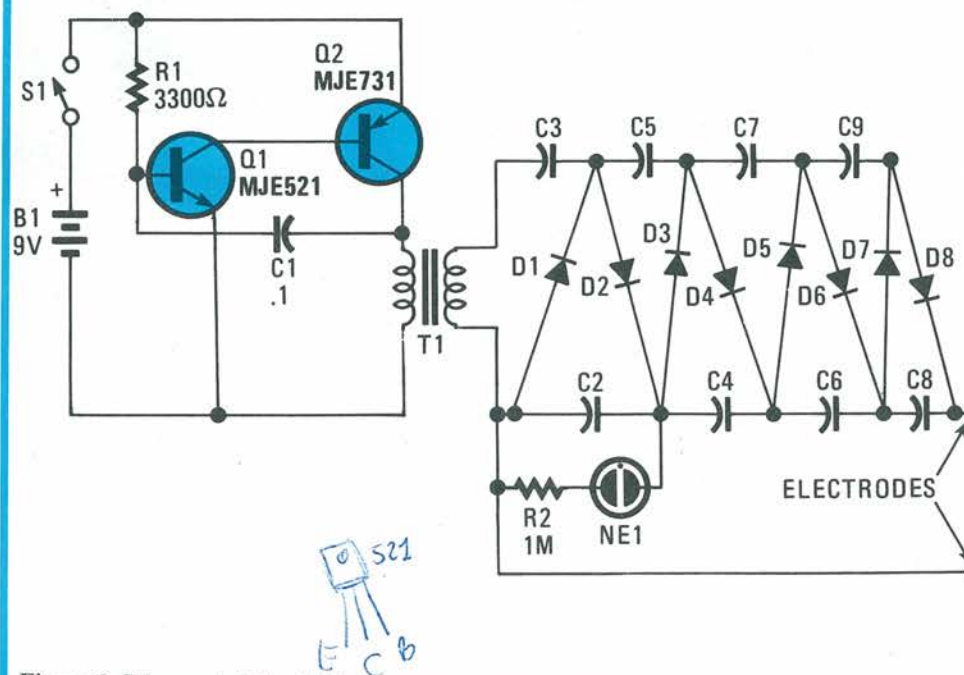 Q2
MJE731
S1
R1
3300Ω
Q1
MJE521
+
B1
9V
C1
.1
T1
C3
C5
C7
C9
D1
D2
D3
D4
D5
D6
D7
D8
C2
C4
C6
C8
R2
1M
NE1
ELECTRODES
521
E C B